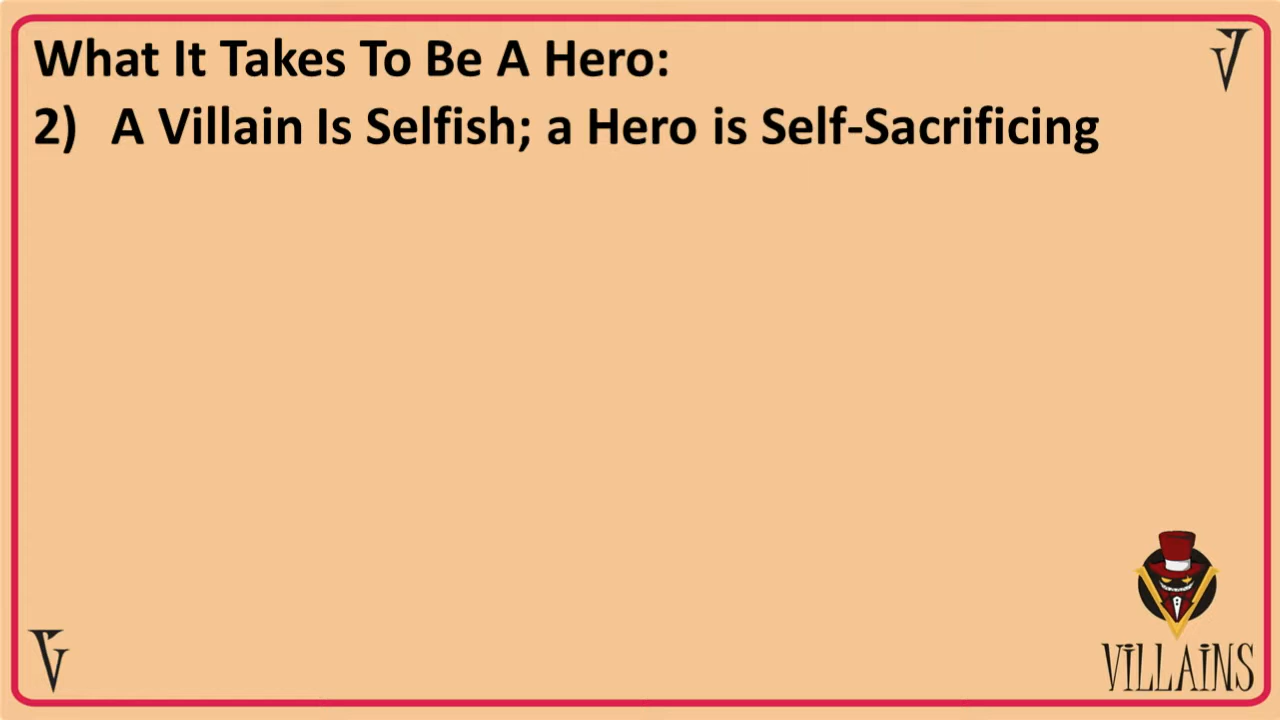 What It Takes To Be A Hero:
2) A Villain Is Selfish; a Hero is Self-Sacrificing
V
V
VILLAINS